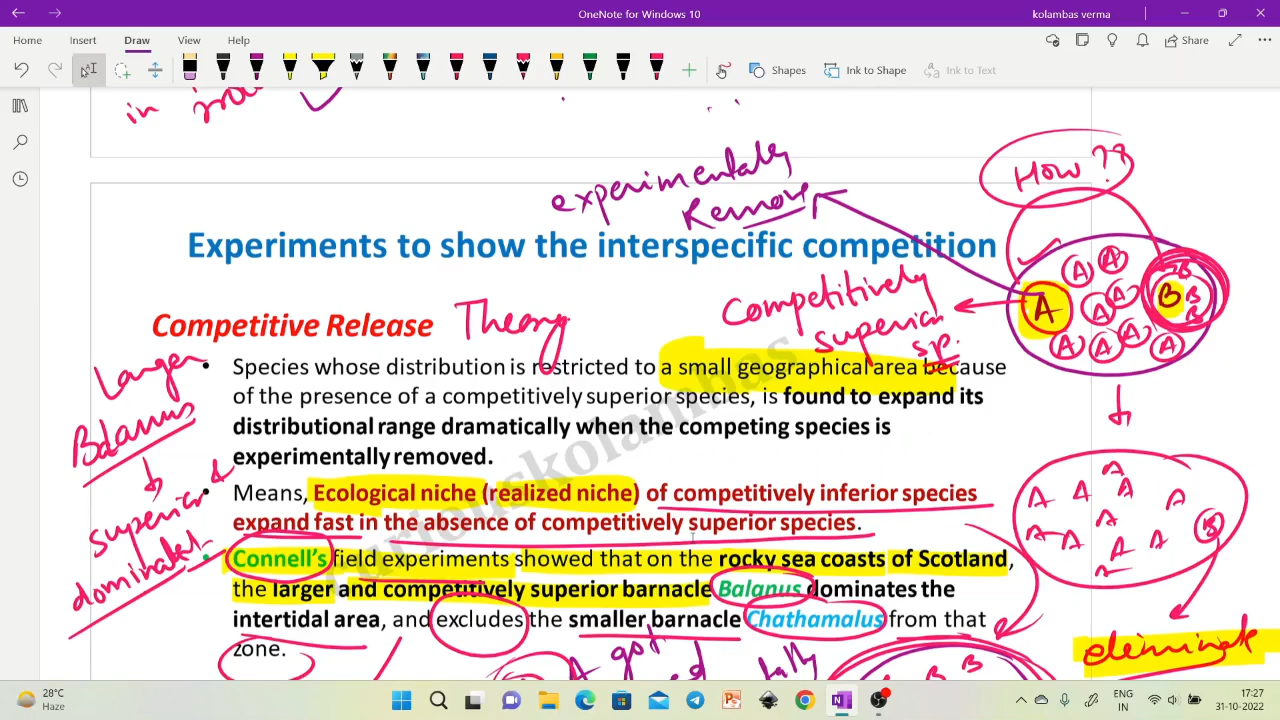 OneNote for Windows 10
kolambas verma
Home Insert Draw View Help
Share
Shapes
Ink to Shape
Ink to Text
in
experimentally
Remove
How ??
Experiments to show the interspecific competition
A A A B B B B
A A A A A A
Competitively
superior
sp.
Competitive Release Theory
Species whose distribution is restricted to a small geographical area because
of the presence of a competitively superior species, is found to expand its
distributional range dramatically when the competing species is
experimentally removed.
Means, Ecological niche (realized niche) of competitively inferior species
expand fast in the absence of competitively superior species.
Connell's field experiments showed that on the rocky sea coasts of Scotland,
the larger and competitively superior barnacle Balanus dominates the
intertidal area, and excludes the smaller barnacle Chathamalus from that
zone.
Larger
Balanus
superior &
dominates
A A A A A A A A A A A B
eliminate
A got
B B
curiouskolambas
28°C
Haze
ENG
IN
17:27
31-10-2022